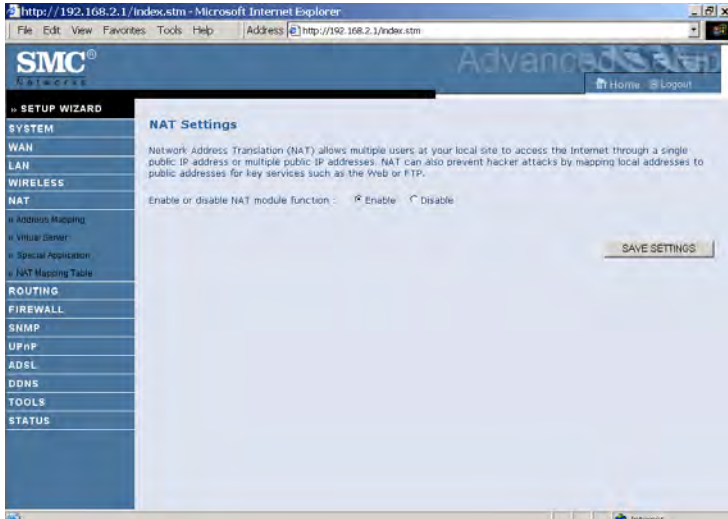 http://192.168.2.1/index.stm - Microsoft Internet Explorer
File Edit View Favorites Tools Help Address http://192.168.2.1/index.stm
SMC®
Networks
Advanced Setup
Home Logout
» SETUP WIZARD
SYSTEM
WAN
LAN
WIRELESS
NAT
» Address Mapping
» Virtual Server
» Special Application
» NAT Mapping Table
ROUTING
FIREWALL
SNMP
UPnP
ADSL
DDNS
TOOLS
STATUS
NAT Settings
Network Address Translation (NAT) allows multiple users at your local site to access the Internet through a single
public IP address or multiple public IP addresses. NAT can also prevent hacker attacks by mapping local addresses to
public addresses for key services such as the Web or FTP.
Enable or disable NAT module function : Enable Disable
SAVE SETTINGS
Internet